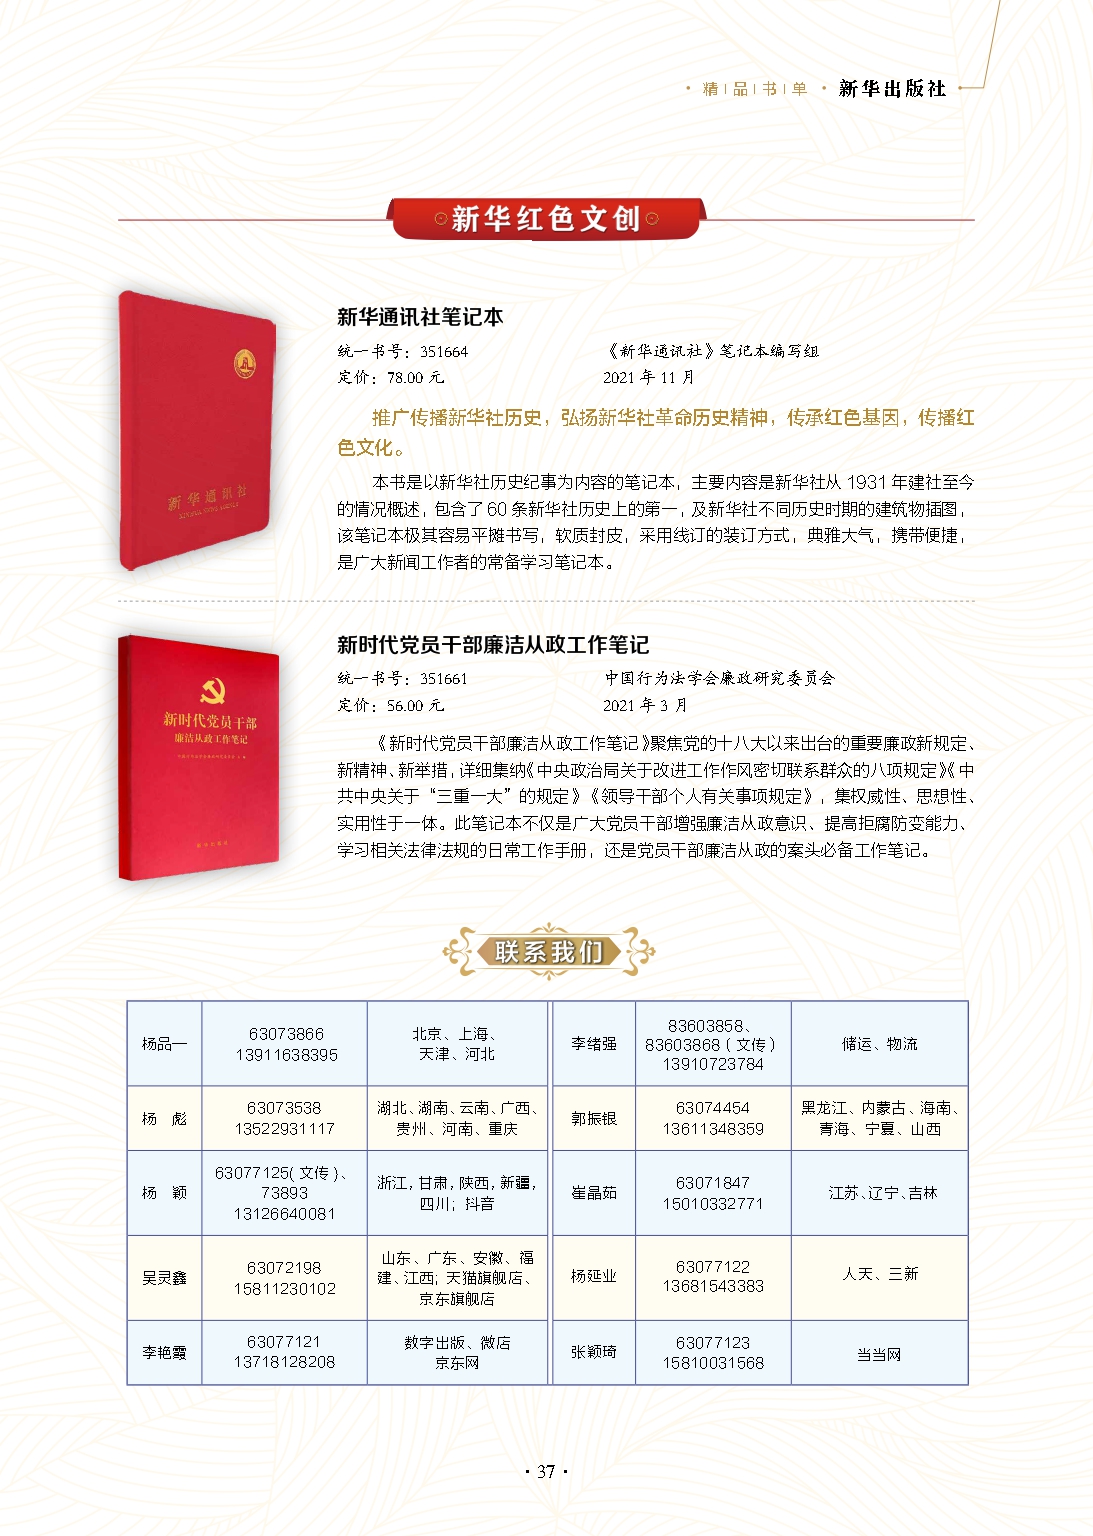 · 精 | 品 | 书 | 单 · 新华出版社
新华红色文创
新华通讯社
新华通讯社笔记本
统一书号：351664 《新华通讯社》笔记本编写组
定价：78.00 元 2021 年 11 月
推广传播新华社历史，弘扬新华社革命历史精神，传承红色基因，传播红
色文化。
本书是以新华社历史纪事为内容的笔记本，主要内容是新华社从 1931 年建社至今
的情况概述，包含了 60 条新华社历史上的第一，及新华社不同历史时期的建筑物插图，
该笔记本极其容易平摊书写，软质封皮，采用线订的装订方式，典雅大气，携带便捷，
是广大新闻工作者的常备学习笔记本。
新时代党员干部
廉洁从政工作笔记
新时代党员干部廉洁从政工作笔记
统一书号：351661 中国行为法学会廉政研究委员会
定价：56.00 元 2021 年 3 月
《新时代党员干部廉洁从政工作笔记》聚焦党的十八大以来出台的重要廉政新规定、
新精神、新举措，详细集纳《中央政治局关于改进工作作风密切联系群众的八项规定》《中
共中央关于“三重一大”的规定》《领导干部个人有关事项规定》，集权威性、思想性、
实用性于一体。此笔记本不仅是广大党员干部增强廉洁从政意识、提高拒腐防变能力、
学习相关法律法规的日常工作手册，还是党员干部廉洁从政的案头必备工作笔记。
联系我们
杨品一
63073866
13911638395
北京、上海、
天津、河北
李绪强
83603858、
83603868（文传）
13910723784
储运、物流
杨 彪
63073538
13522931117
湖北、湖南、云南、广西、
贵州、河南、重庆
郭振银
63074454
13611348359
黑龙江、内蒙古、海南、
青海、宁夏、山西
杨 颖
63077125(文传)、
73893
13126640081
浙江，甘肃，陕西，新疆，
四川；抖音
崔晶茹
63071847
15010332771
江苏、辽宁、吉林
吴灵鑫
63072198
15811230102
山东、广东、安徽、福
建、江西；天猫旗舰店、
京东旗舰店
杨延业
63077122
13681543383
人天、三新
李艳霞
63077121
13718128208
数字出版、微店
京东网
张颖琦
63077123
15810031568
当当网
· 37 ·